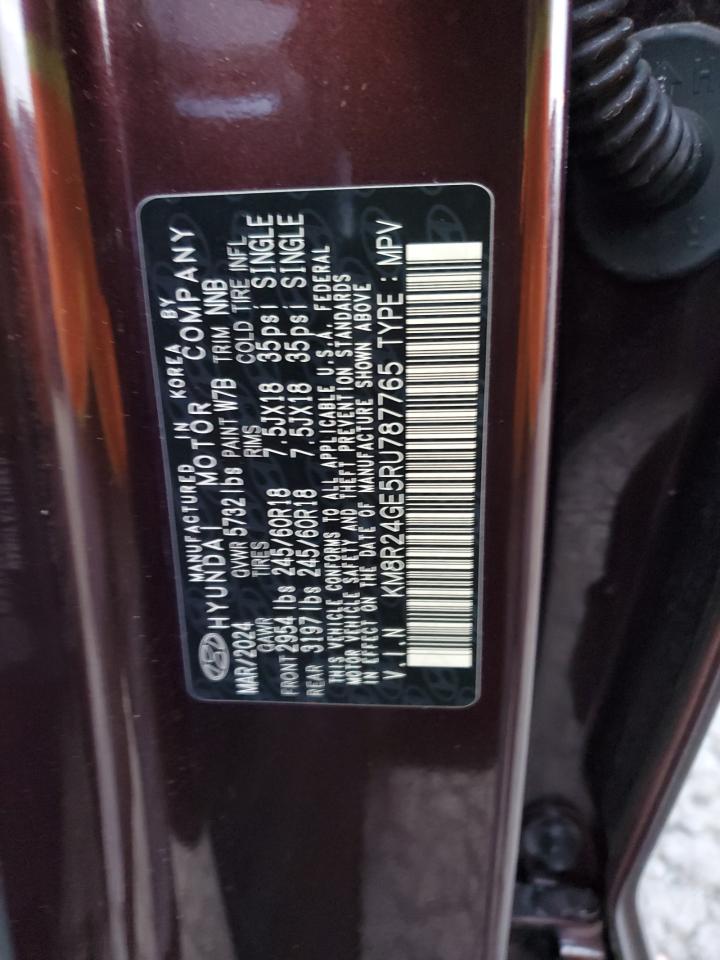 MANUFACTURED IN KOREA BY
HYUNDAI MOTOR COMPANY
MAR/2024 GVWR 5732 lbs PAINT W7B TRIM NNB
GAWR TIRES RMS COLD TIRE INFL
FRONT 2954 lbs 245/60R18 7.5JX18 35psi SINGLE
REAR 3197 lbs 245/60R18 7.5JX18 35psi SINGLE
THIS VEHICLE CONFORMS TO ALL APPLICABLE U.S.A. FEDERAL
MOTOR VEHICLE SAFETY AND THEFT PREVENTION STANDARDS
IN EFFECT ON THE DATE OF MANUFACTURE SHOWN ABOVE
V.I.N KM8R24GE5RU787765 TYPE : MPV